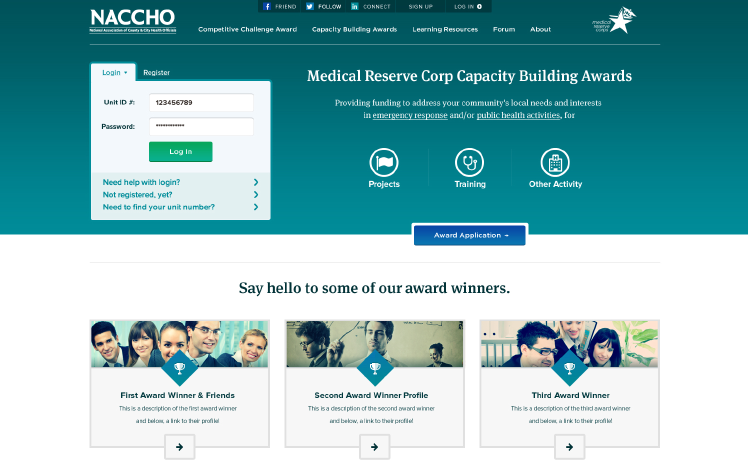 FRIEND FOLLOW CONNECT SIGN UP LOG IN
NACCHO
National Association of County & City Health Officials
Competitive Challenge Award Capacity Building Awards Learning Resources Forum About
medical
reserve
corps
Login Register
Unit ID #: 123456789
Password: ************
Log In
Need help with login?
Not registered, yet?
Need to find your unit number?
Medical Reserve Corp Capacity Building Awards
Providing funding to address your community's local needs and interests
in emergency response and/or public health activities, for
Projects Training Other Activity
Award Application →
Say hello to some of our award winners.
First Award Winner & Friends
This is a description of the first award winner
and below, a link to their profile!
Second Award Winner Profile
This is a description of the second award winner
and below, a link to their profile!
Third Award Winner
This is a description of the third award winner
and below, a link to their profile!